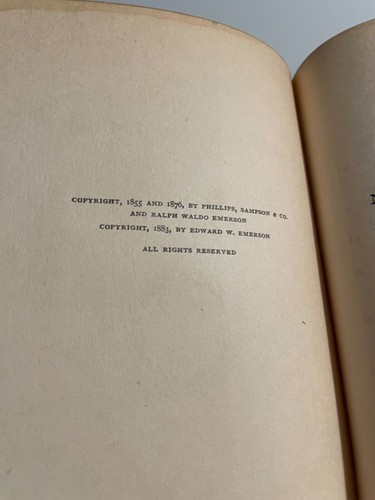 COPYRIGHT, 1855 AND 1876, BY PHILLIPS, SAMPSON & CO.
AND RALPH WALDO EMERSON
COPYRIGHT, 1883, BY EDWARD W. EMERSON
ALL RIGHTS RESERVED